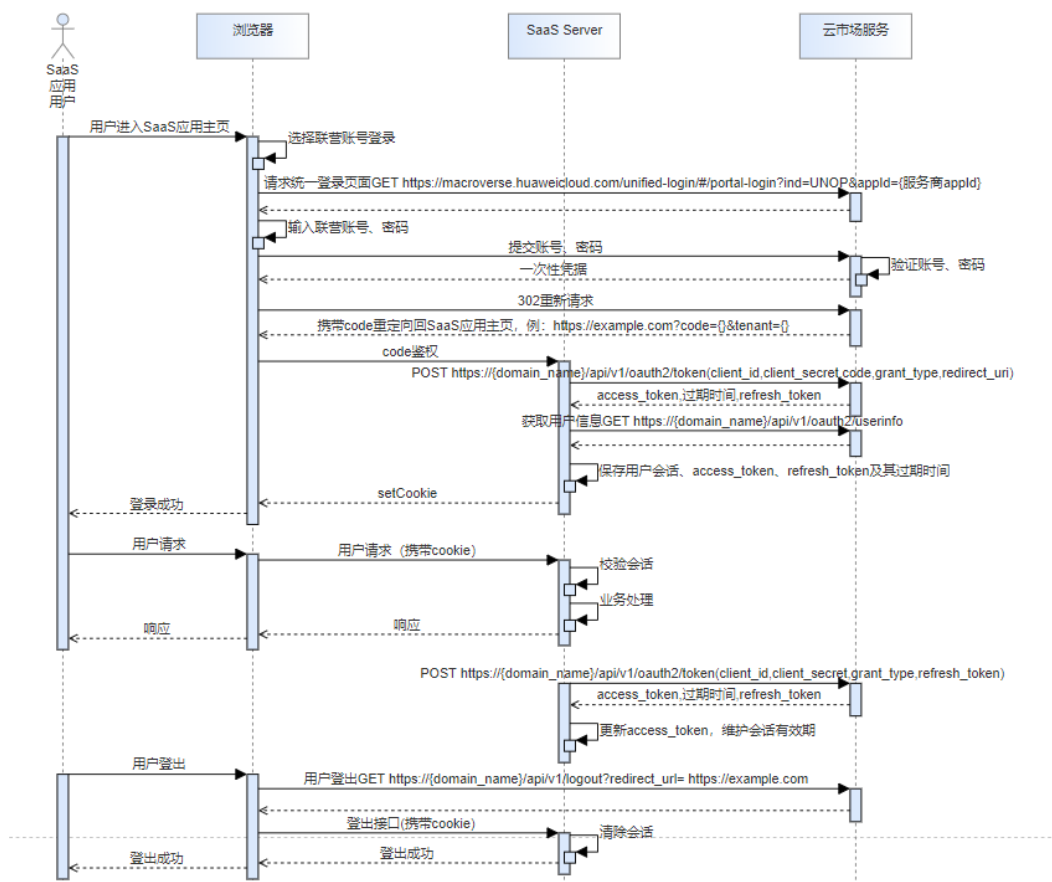 浏览器
SaaS Server
云市场服务
SaaS
应用
用户
用户进入SaaS应用主页
选择联营账号登录
请求统一登录页面GET https://macroverse.huaweicloud.com/unified-login/#/portal-login?ind=UNOP&appId={服务商appId}
输入联营账号、密码
提交账号、密码
验证账号、密码
一次性凭据
302重新请求
携带code重定向回SaaS应用主页，例：https://example.com?code={}&tenant={}
code鉴权
POST https://{domain_name}/api/v1/oauth2/token(client_id,client_secret,code,grant_type,redirect_uri)
access_token,过期时间,refresh_token
获取用户信息GET https://{domain_name}/api/v1/oauth2/userinfo
保存用户会话、access_token、refresh_token及其过期时间
setCookie
登录成功
用户请求
用户请求（携带cookie）
校验会话
业务处理
响应
响应
POST https://{domain_name}/api/v1/oauth2/token(client_id,client_secret,grant_type,refresh_token)
access_token,过期时间,refresh_token
更新access_token，维护会话有效期
用户登出
用户登出GET https://{domain_name}/api/v1/logout?redirect_url= https://example.com
登出接口(携带cookie)
清除会话
登出成功
登出成功